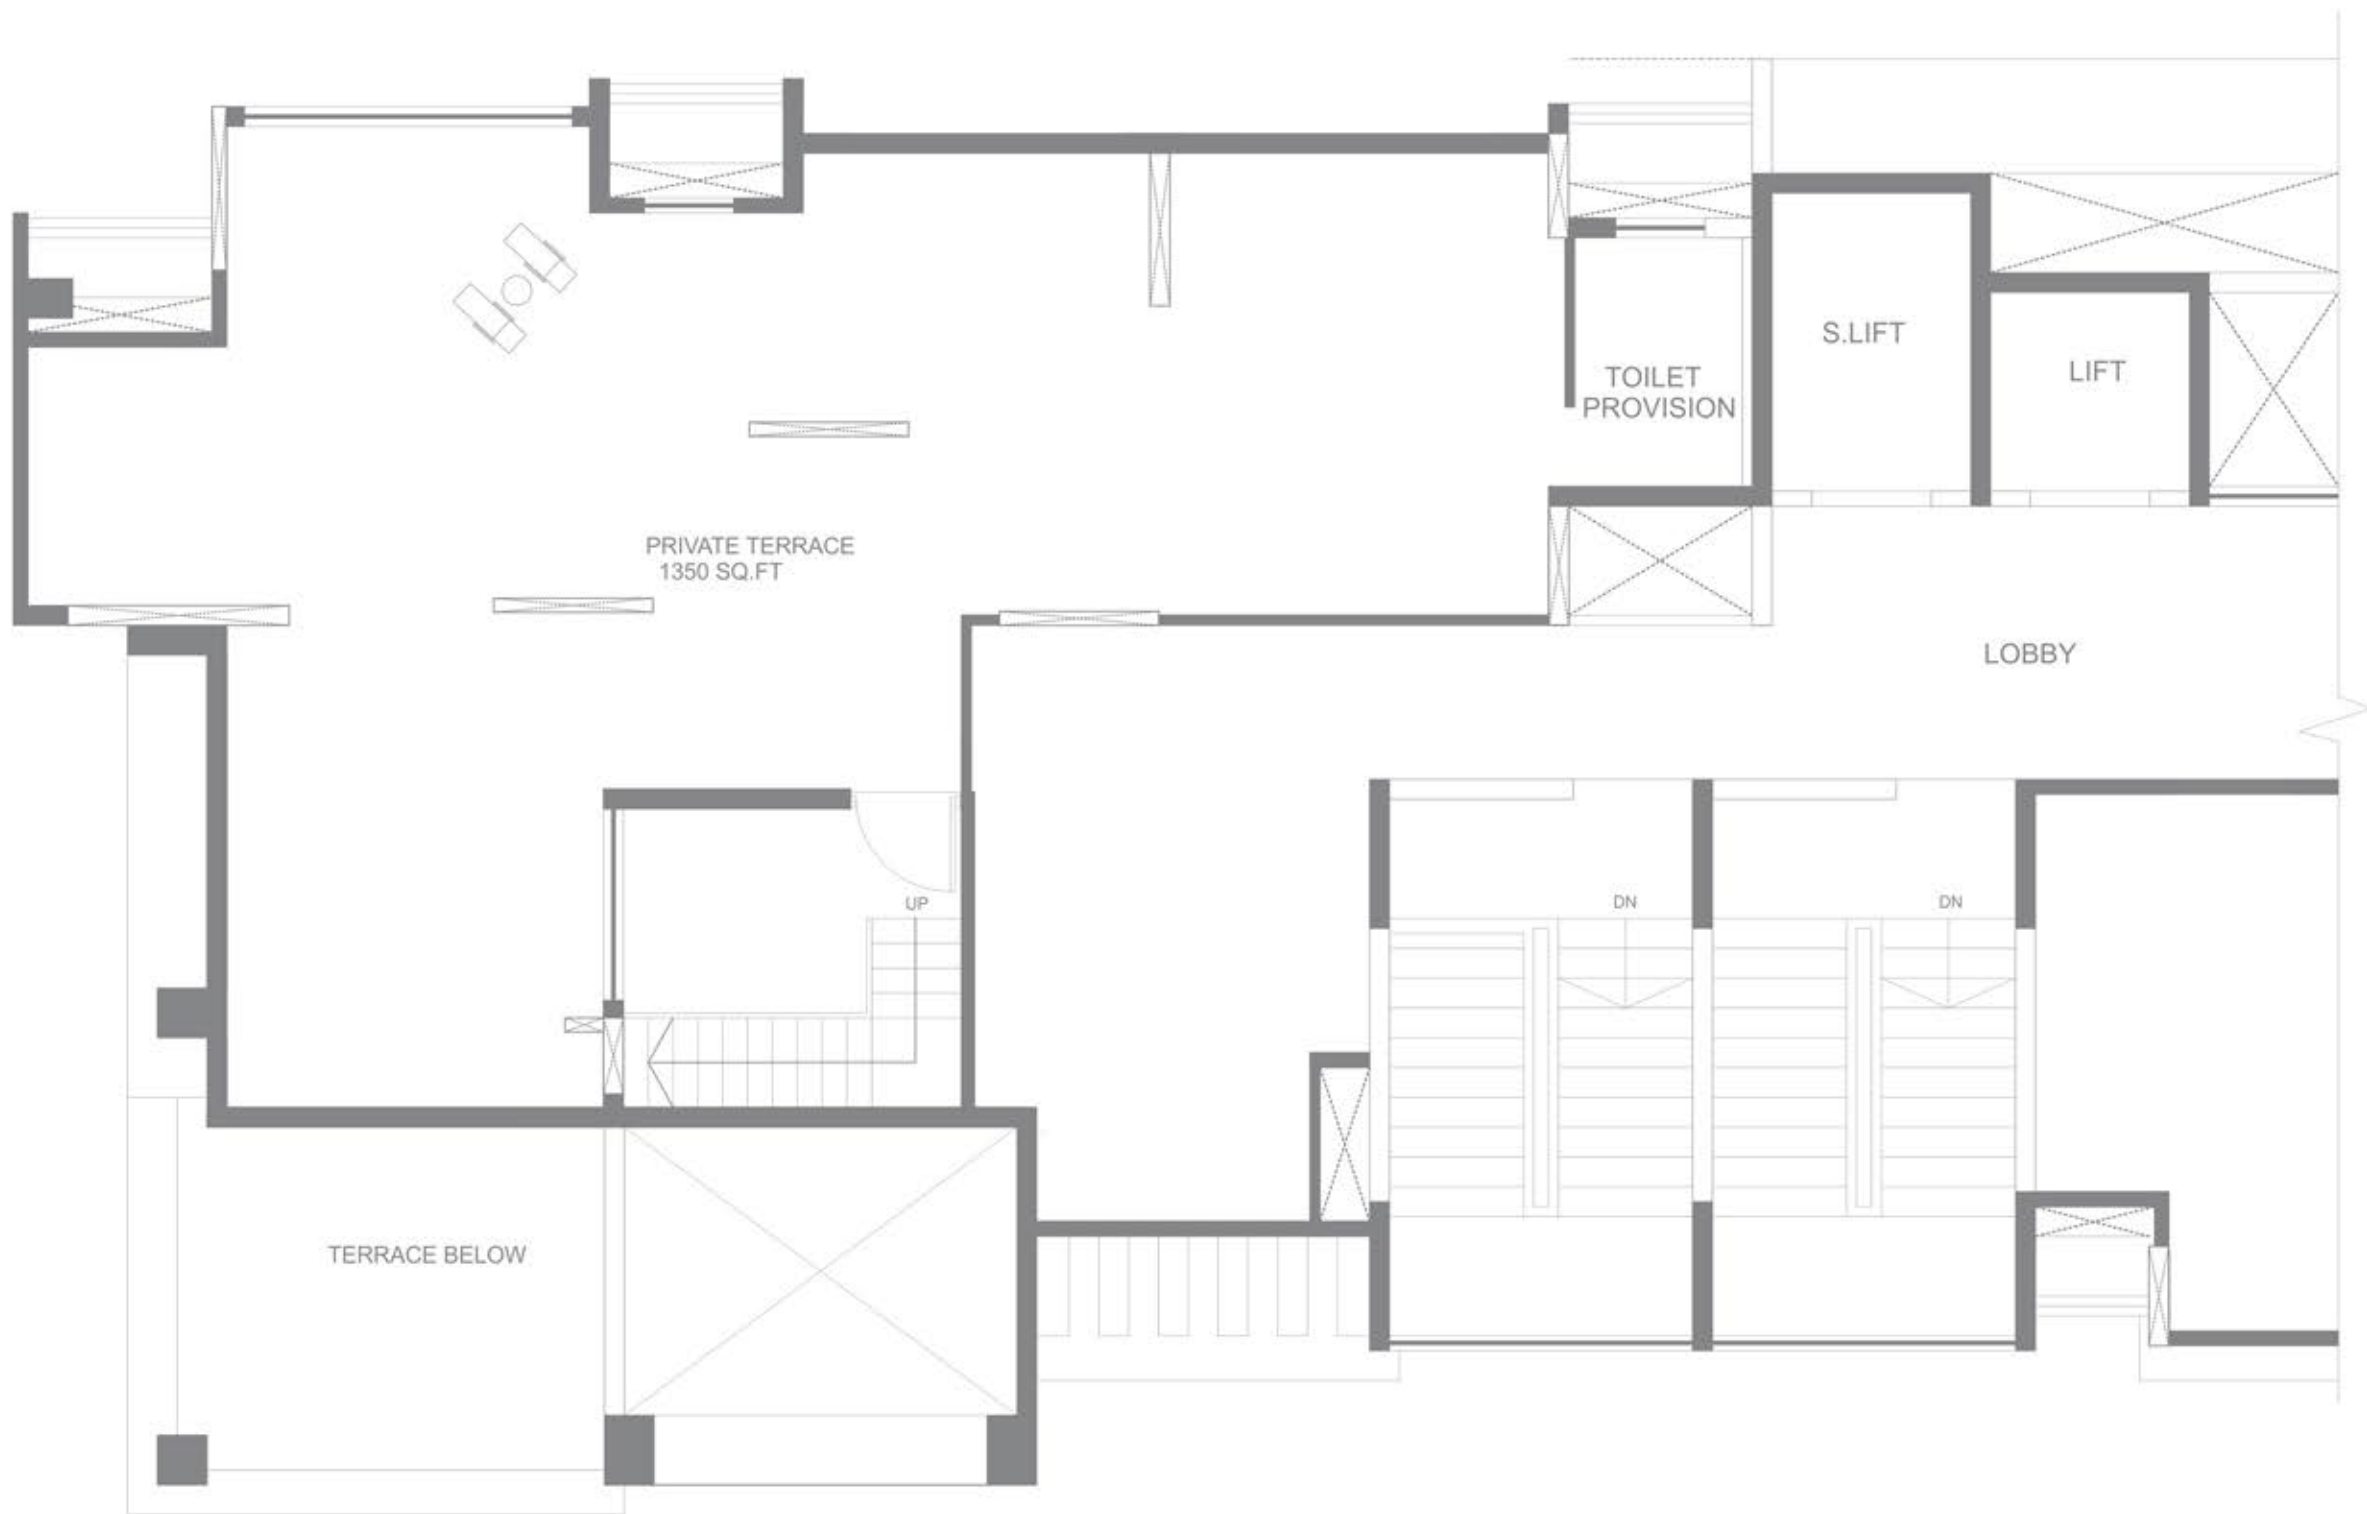 S.LIFT
LIFT
TOILET
PROVISION
PRIVATE TERRACE
1350 SQ.FT
LOBBY
UP
DN
DN
TERRACE BELOW